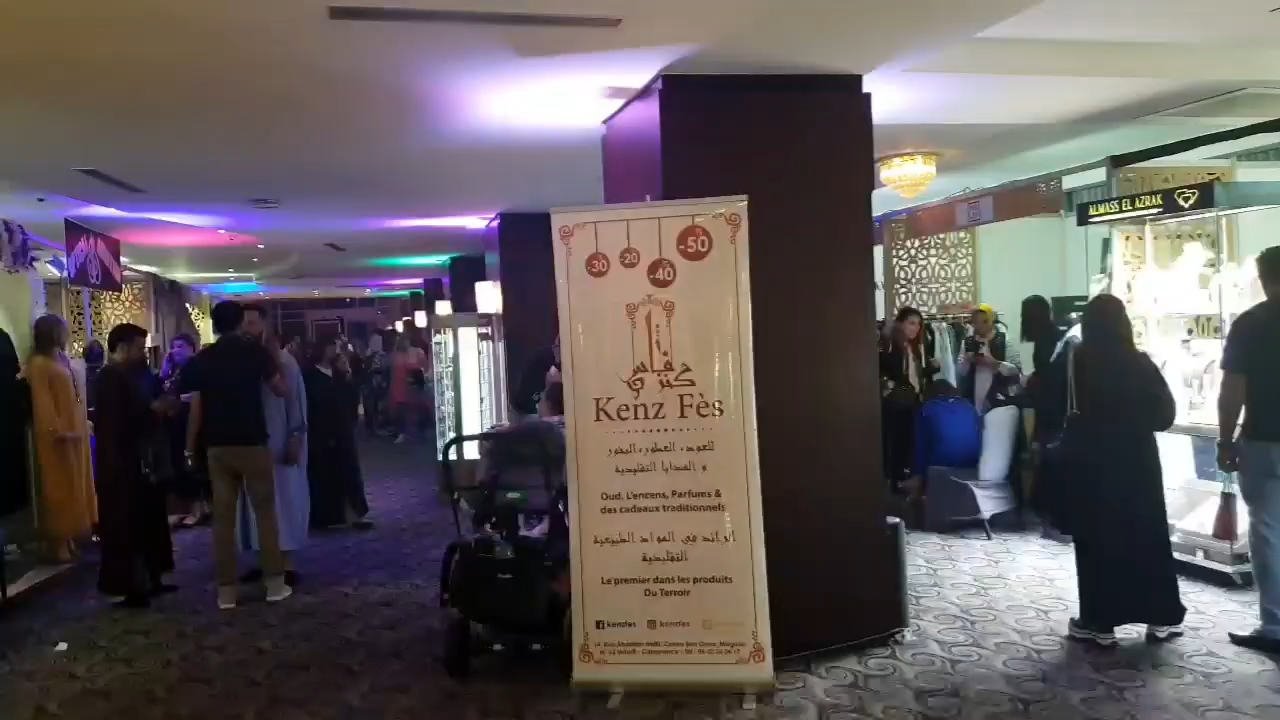 -30
-20
-40
-50
%
كنز فاس
Kenz Fès
للعود، العطور، البخور
و الهدايا التقليدية
Oud, L'encens, Parfums &
des cadeaux traditionnels
الرائد في المواد الطبيعية
التقليدية
Le premier dans les produits
Du Terroir
kenzfes kenzfes
ALMASS EL AZRAK